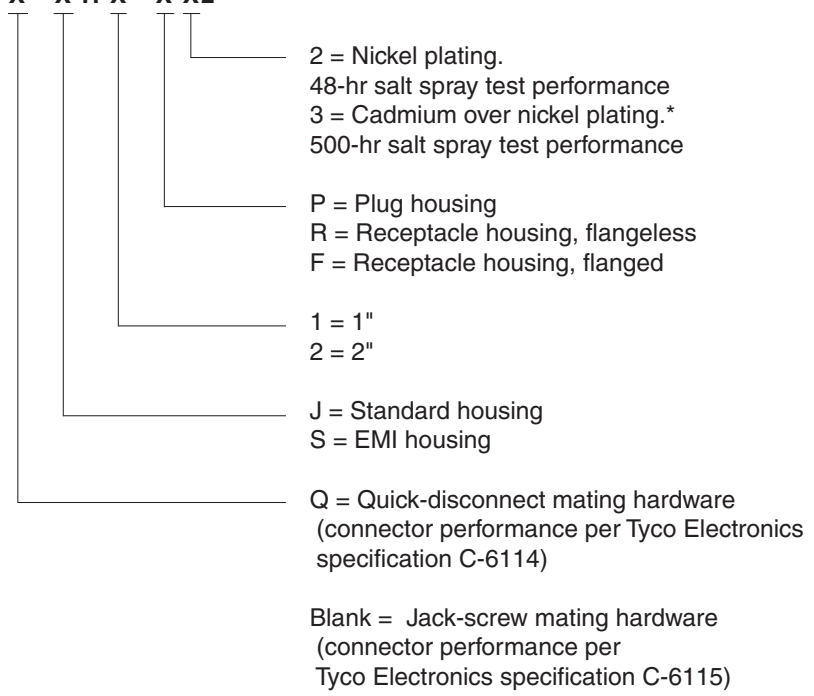 2 = Nickel plating.
48-hr salt spray test performance
3 = Cadmium over nickel plating.*
500-hr salt spray test performance
P = Plug housing
R = Receptacle housing, flangeless
F = Receptacle housing, flanged
1 = 1"
2 = 2"
J = Standard housing
S = EMI housing
Q = Quick-disconnect mating hardware
(connector performance per Tyco Electronics
specification C-6114)
Blank = Jack-screw mating hardware
(connector performance per
Tyco Electronics specification C-6115)